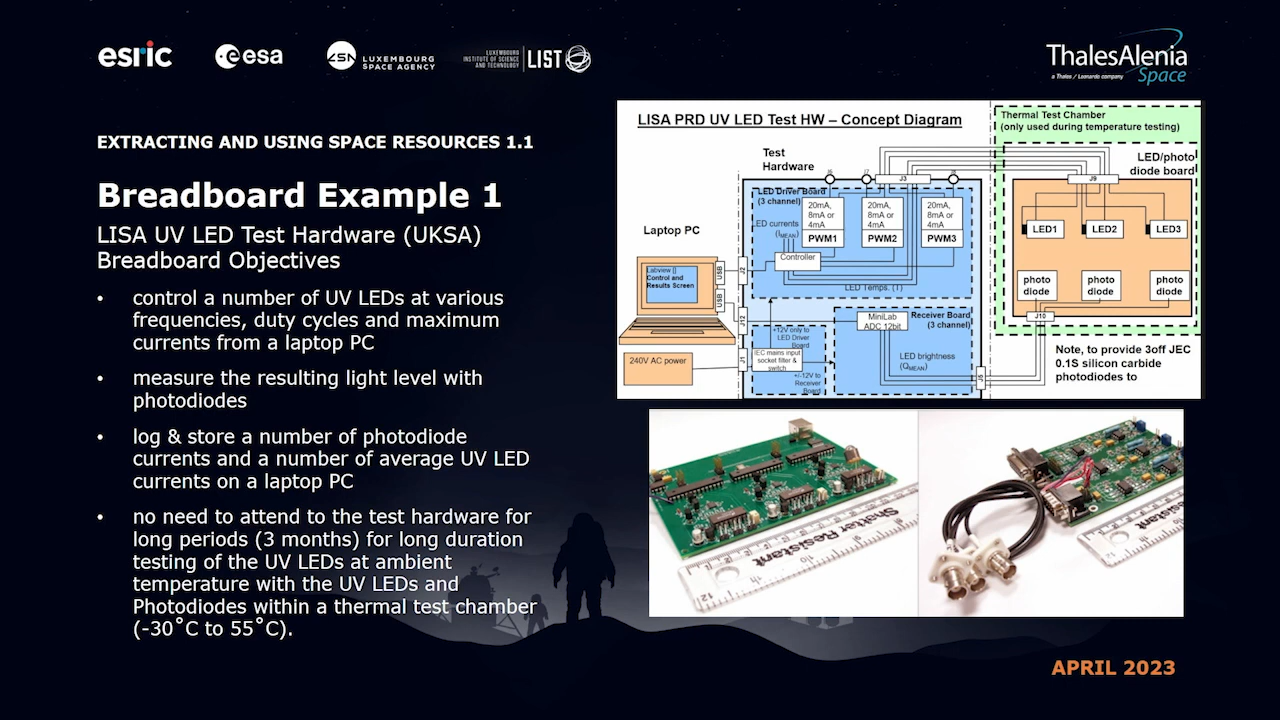 esric
esa
LSA LUXEMBOURG
SPACE AGENCY
LUXEMBOURG
INSTITUTE OF SCIENCE
AND TECHNOLOGY
LIST
ThalesAlenia
a Thales / Leonardo company
Space
EXTRACTING AND USING SPACE RESOURCES 1.1
Breadboard Example 1
LISA UV LED Test Hardware (UKSA)
Breadboard Objectives
• control a number of UV LEDs at various
frequencies, duty cycles and maximum
currents from a laptop PC
• measure the resulting light level with
photodiodes
• log & store a number of photodiode
currents and a number of average UV LED
currents on a laptop PC
• no need to attend to the test hardware for
long periods (3 months) for long duration
testing of the UV LEDs at ambient
temperature with the UV LEDs and
Photodiodes within a thermal test chamber
(-30˚C to 55˚C).
LISA PRD UV LED Test HW – Concept Diagram
Thermal Test Chamber
(only used during temperature testing)
Test
Hardware
LED/photo
diode board
J3
J9
LED Driver Board
(3 channel)
20mA,
8mA or
4mA
PWM1
20mA,
8mA or
4mA
PWM2
20mA,
8mA or
4mA
PWM3
LED currents
(IMEAN)
Controller
LED Temps. (T)
LED1
LED2
LED3
photo
diode
photo
diode
photo
diode
J10
Laptop PC
Labview []
Control and
Results Screen
USB
USB
J2
J12
J1
240V AC power
+12V only to
LED Driver
Board
IEC mains input
socket filter &
switch
+/-12V to
Receiver
Board
MiniLab
ADC 12bit
Receiver Board
(3 channel)
LED brightness
(QMEAN)
J5
Note, to provide 3off JEC
0.1S silicon carbide
photodiodes to
Shatter
Resistant
Resistant
APRIL 2023